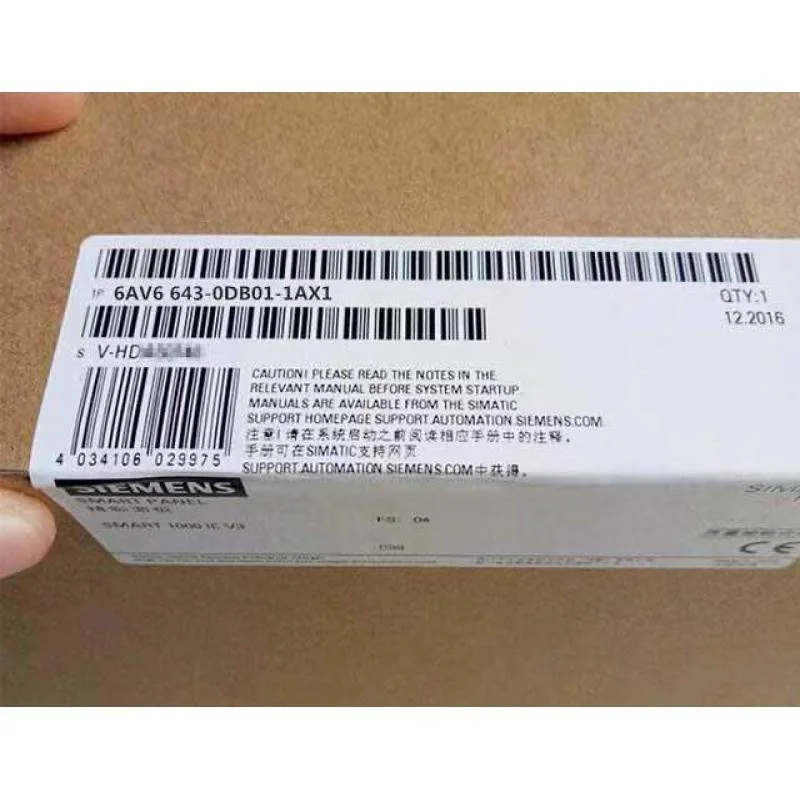 1P 6AV6 643-0DB01-1AX1
QTY:1
12.2016
S V-HD
CAUTION! PLEASE READ THE NOTES IN THE
RELEVANT MANUAL BEFORE SYSTEM STARTUP.
MANUALS ARE AVAILABLE FROM THE SIMATIC
SUPPORT HOMEPAGE SUPPORT.AUTOMATION.SIEMENS.COM
注意!请在系统启动之前阅读相应手册中的注释。
手册可在SIMATIC支持网页
SUPPORT.AUTOMATION.SIEMENS.COM中获得。
4 034106 029975
SIEMENS
SMART PANEL
SMART 1000 IE V3
FS: 04
CE